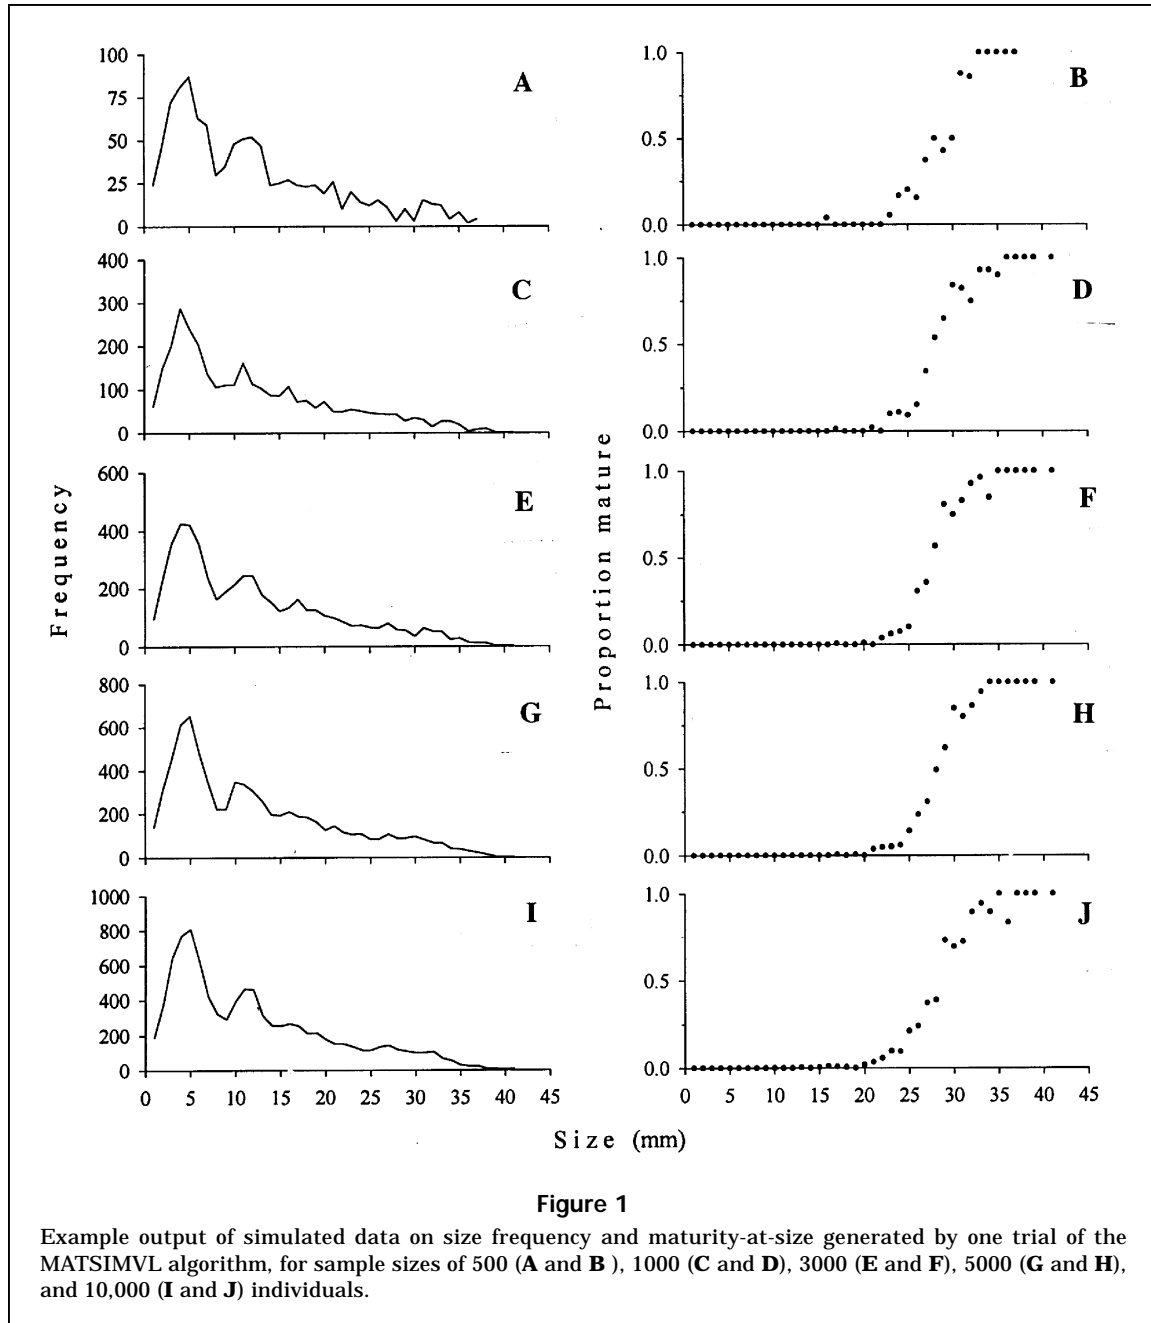 100
75
50
25
0
A
1.0
0.5
0.0
B
400
300
200
100
0
C
1.0
0.5
0.0
D
600
400
200
0
E
1.0
0.5
0.0
F
800
600
400
200
0
G
1.0
0.5
0.0
H
1000
800
600
400
200
0
I
1.0
0.5
0.0
J
Frequency
Proportion mature
0 5 10 15 20 25 30 35 40 45
0 5 10 15 20 25 30 35 40 45
Size (mm)
Figure 1
Example output of simulated data on size frequency and maturity-at-size generated by one trial of the
MATSIMVL algorithm, for sample sizes of 500 (A and B ), 1000 (C and D), 3000 (E and F), 5000 (G and H),
and 10,000 (I and J) individuals.